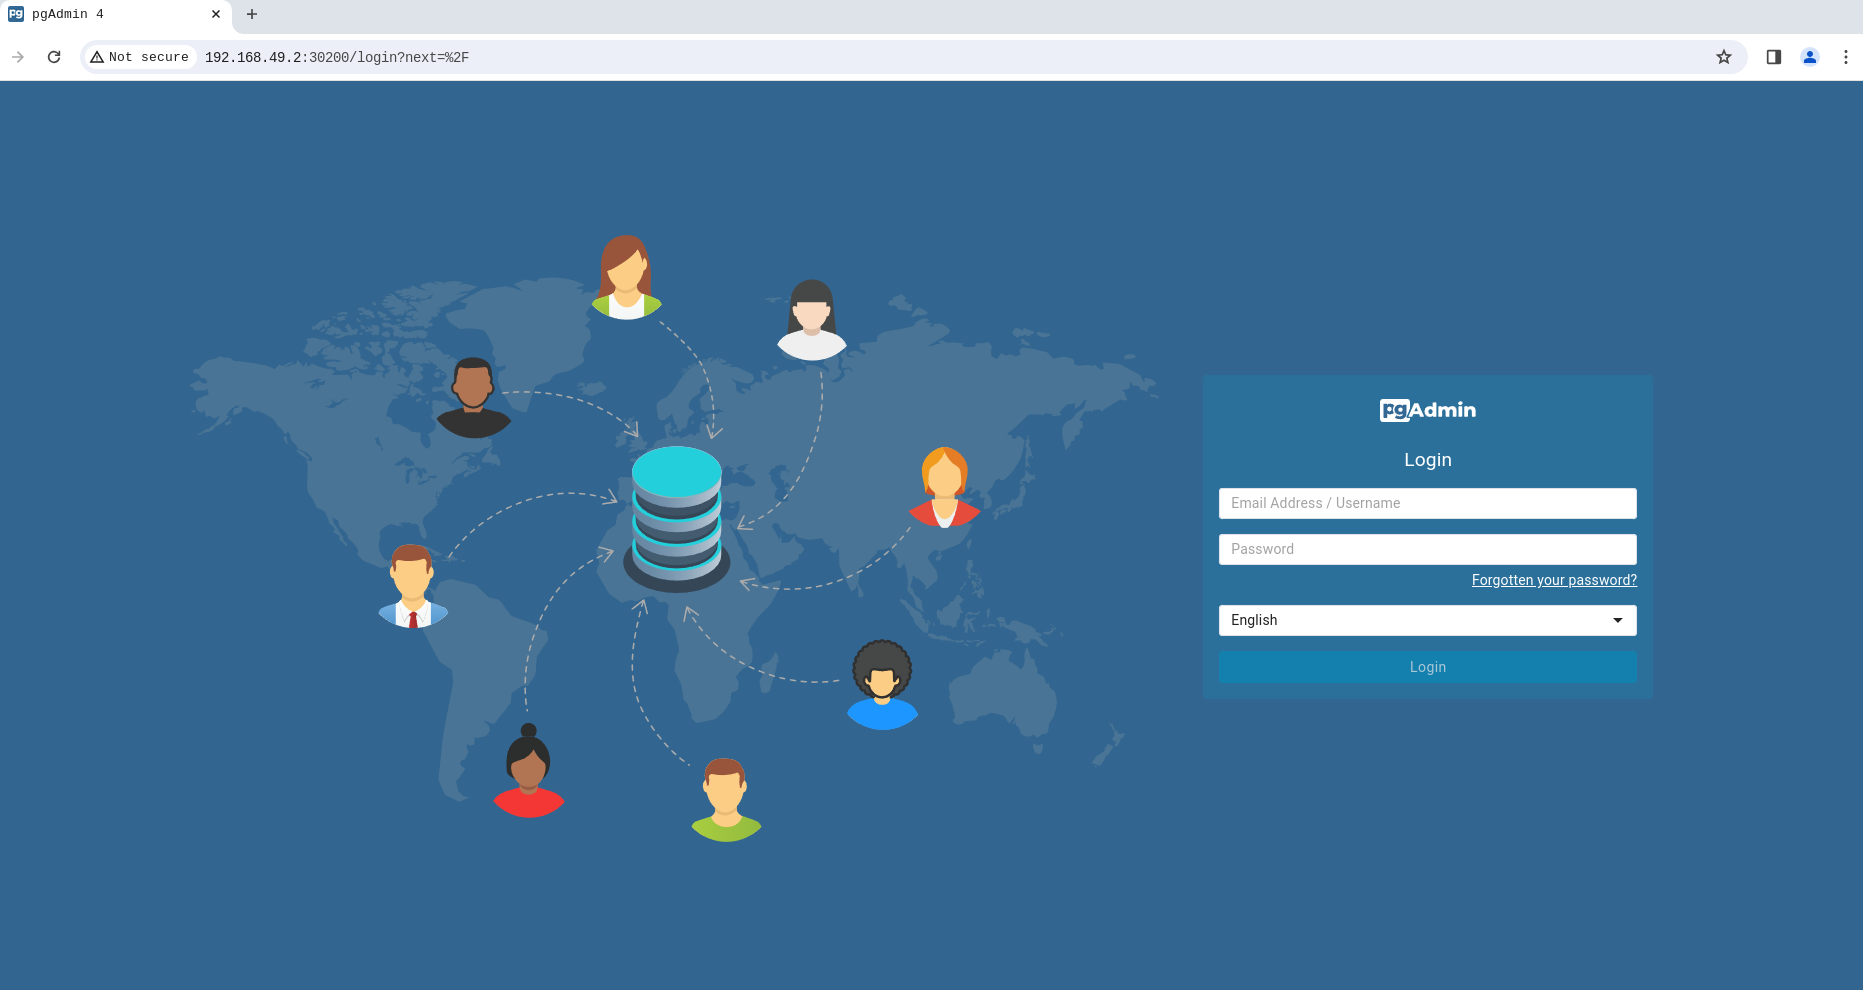 pgAdmin 4
Not secure
192.168.49.2:30200/login?next=%2F
pgAdmin
Login
Email Address / Username
Password
Forgotten your password?
English
Login